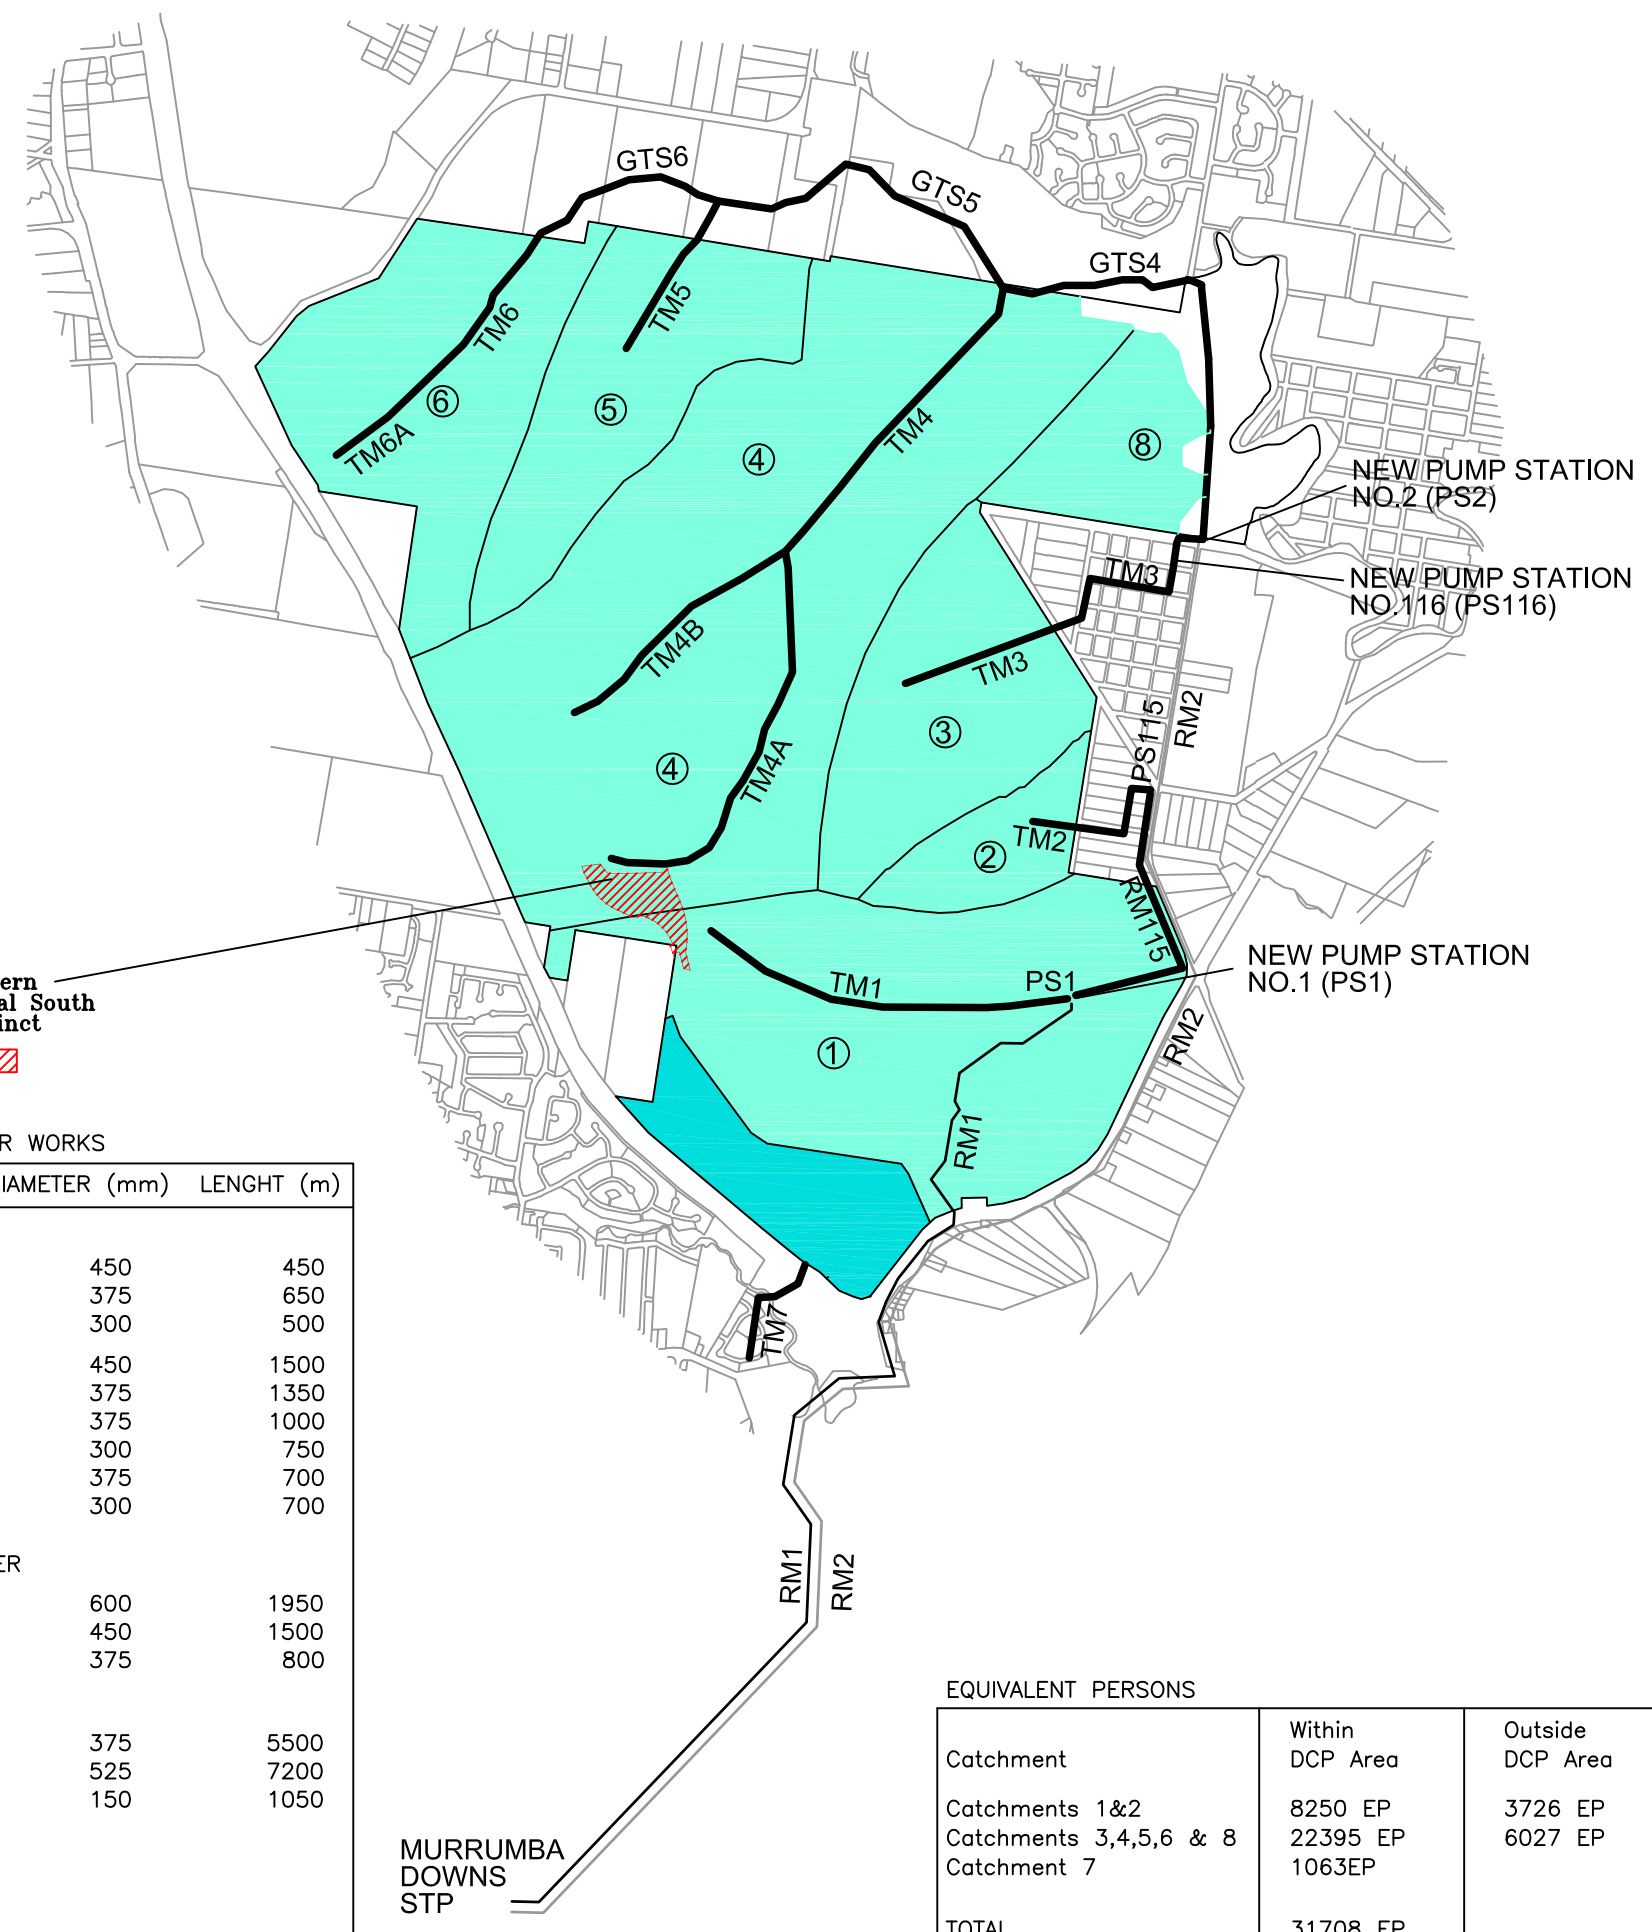 GTS6
GTS5
GTS4
TM6
TM5
TM4
TM6A
6
5
4
8
NEW PUMP STATION
NO.2 (PS2)
NEW PUMP STATION
NO.116 (PS116)
TM3
TM3
TM4B
TM4A
3
4
PS115
RM2
TM2
2
RM115
NEW PUMP STATION
NO.1 (PS1)
TM1
PS1
RM2
1
RM1
TM7
RM1
RM2
MURRUMBA
DOWNS
STP
South
WORKS
(mm) LENGHT (m)
450 450
375 650
300 500
450 1500
375 1350
375 1000
300 750
375 700
300 700
600 1950
450 1500
375 800
375 5500
525 7200
150 1050
EQUIVALENT PERSONS
Catchment Within DCP Area Outside DCP Area
Catchments 1&2 8250 EP 3726 EP
Catchments 3,4,5,6 & 8 22395 EP 6027 EP
Catchment 7 1063EP
TOTAL 31708 EP